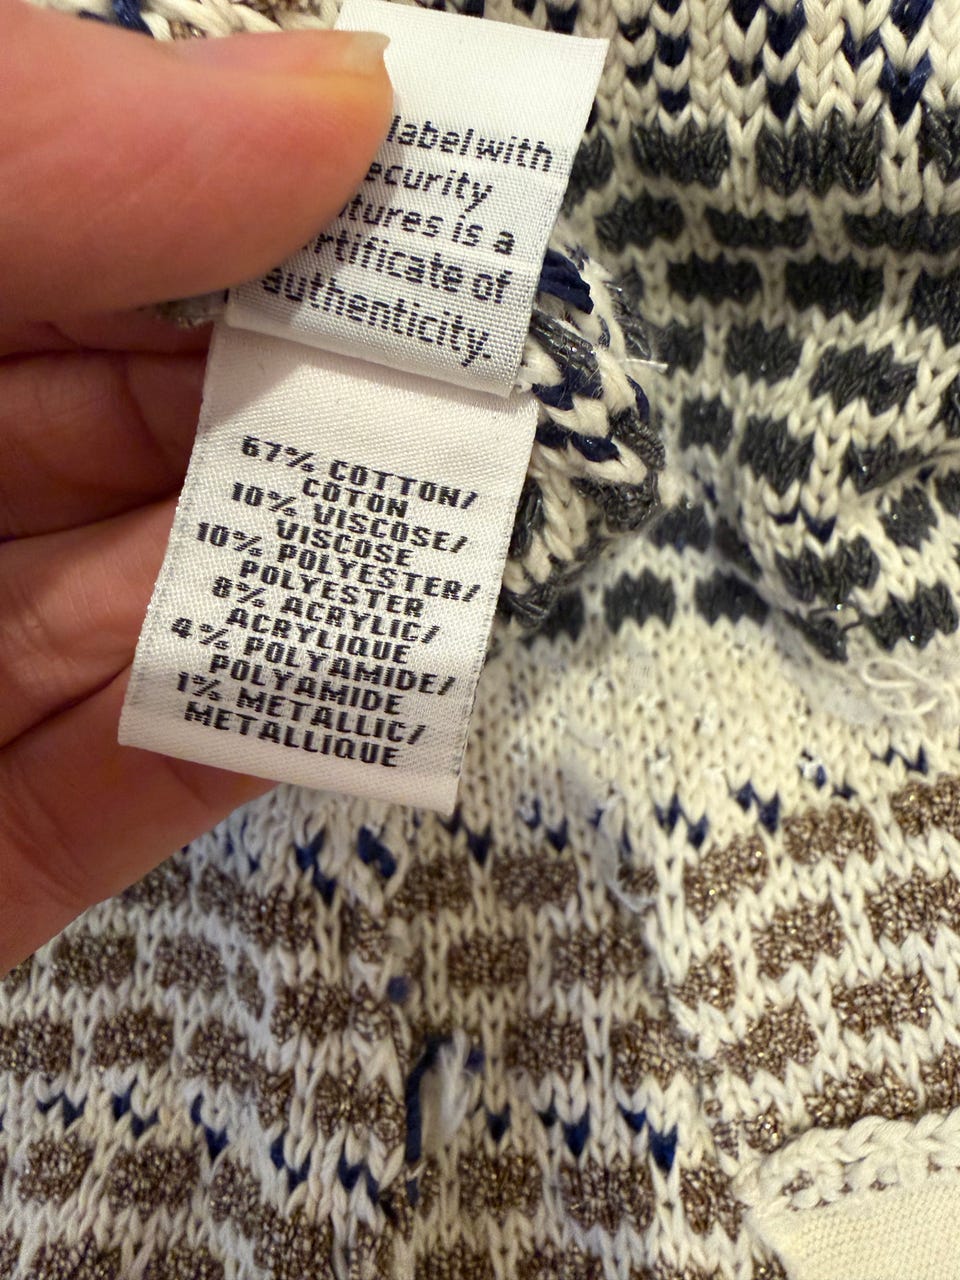 label with
ecurity
tures is a
rtificate of
authenticity.
67% COTTON/
COTON
10% VISCOSE/
VISCOSE
10% POLYESTER/
POLYESTER
8% ACRYLIC/
ACRYLIQUE
4% POLYAMIDE/
POLYAMIDE
1% METALLIC/
METALLIQUE